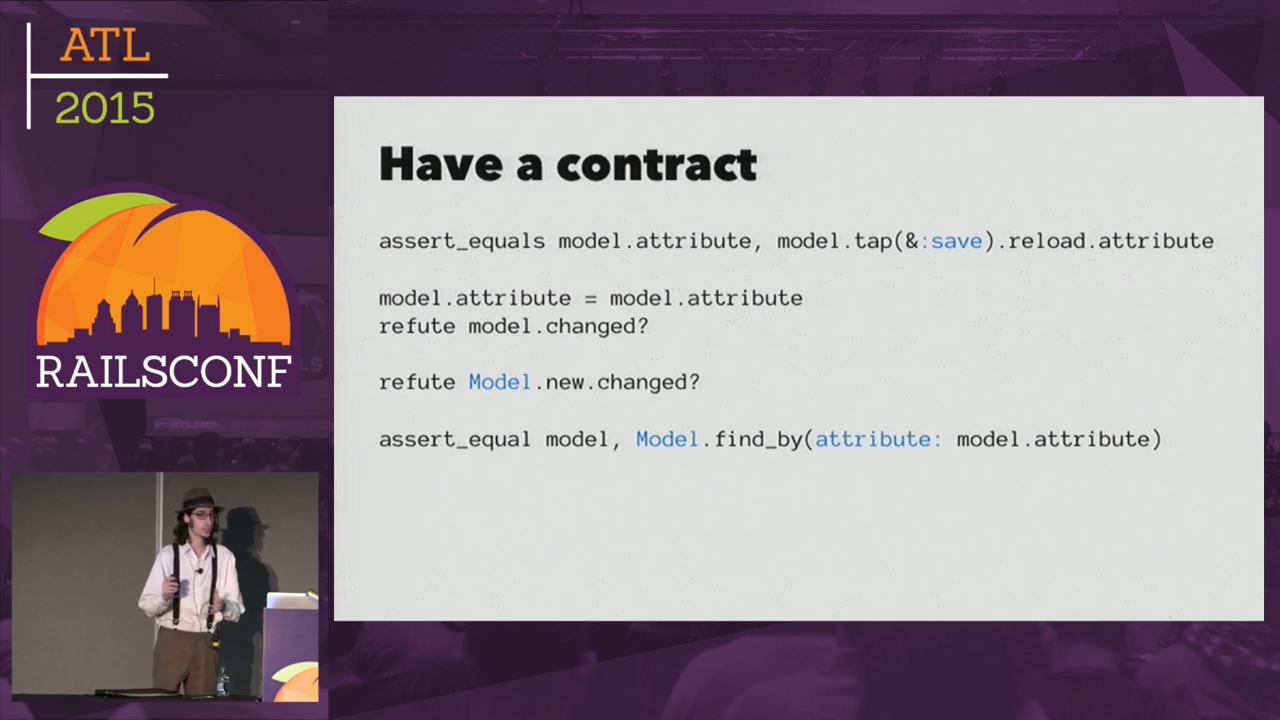 ATL
2015
RAILSCONF
Have a contract
assert_equals model.attribute, model.tap(&:save).reload.attribute
model.attribute = model.attribute
refute model.changed?
refute Model.new.changed?
assert_equal model, Model.find_by(attribute: model.attribute)